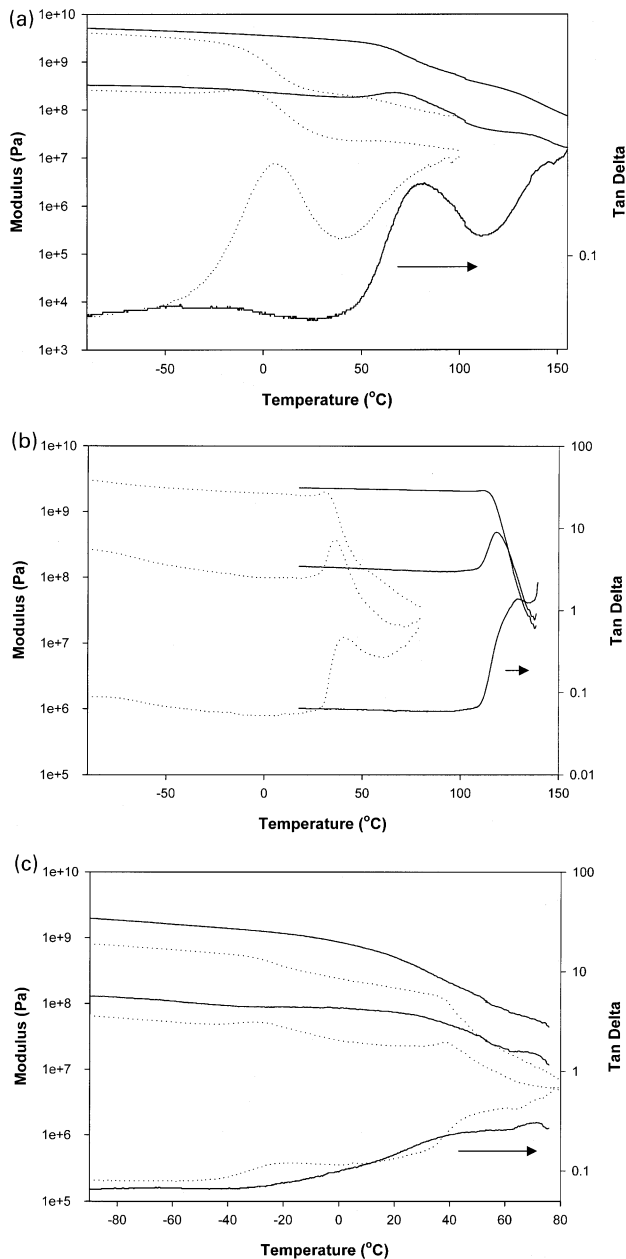 (a)
1e+10
1e+9
1e+8
1e+7
1e+6
1e+5
1e+4
1e+3
Modulus (Pa)
0.1
Tan Delta
-50 0 50 100 150
Temperature (°C)
(b)
1e+10
1e+9
1e+8
1e+7
1e+6
1e+5
Modulus (Pa)
100
10
1
0.1
0.01
Tan Delta
-50 0 50 100 150
Temperature (°C)
(c)
1e+10
1e+9
1e+8
1e+7
1e+6
1e+5
Modulus (Pa)
100
10
1
0.1
Tan Delta
-80 -60 -40 -20 0 20 40 60 80
Temperature (°C)